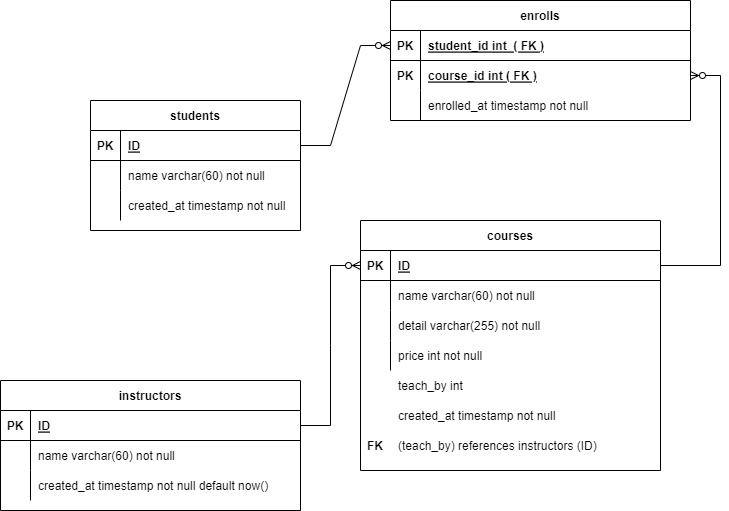 enrolls
PK student_id int ( FK )
PK course_id int ( FK )
enrolled_at timestamp not null
students
PK ID
name varchar(60) not null
created_at timestamp not null
courses
PK ID
name varchar(60) not null
detail varchar(255) not null
price int not null
teach_by int
created_at timestamp not null
FK (teach_by) references instructors (ID)
instructors
PK ID
name varchar(60) not null
created_at timestamp not null default now()